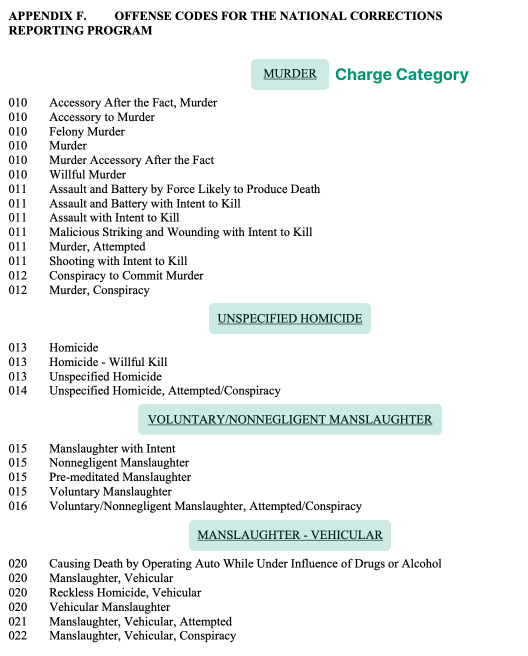 APPENDIX F. OFFENSE CODES FOR THE NATIONAL CORRECTIONS
REPORTING PROGRAM
MURDER Charge Category
010 Accessory After the Fact, Murder
010 Accessory to Murder
010 Felony Murder
010 Murder
010 Murder Accessory After the Fact
010 Willful Murder
011 Assault and Battery by Force Likely to Produce Death
011 Assault and Battery with Intent to Kill
011 Assault with Intent to Kill
011 Malicious Striking and Wounding with Intent to Kill
011 Murder, Attempted
011 Shooting with Intent to Kill
012 Conspiracy to Commit Murder
012 Murder, Conspiracy
UNSPECIFIED HOMICIDE
013 Homicide
013 Homicide - Willful Kill
013 Unspecified Homicide
014 Unspecified Homicide, Attempted/Conspiracy
VOLUNTARY/NONNEGLIGENT MANSLAUGHTER
015 Manslaughter with Intent
015 Nonnegligent Manslaughter
015 Pre-meditated Manslaughter
015 Voluntary Manslaughter
016 Voluntary/Nonnegligent Manslaughter, Attempted/Conspiracy
MANSLAUGHTER - VEHICULAR
020 Causing Death by Operating Auto While Under Influence of Drugs or Alcohol
020 Manslaughter, Vehicular
020 Reckless Homicide, Vehicular
020 Vehicular Manslaughter
021 Manslaughter, Vehicular, Attempted
022 Manslaughter, Vehicular, Conspiracy